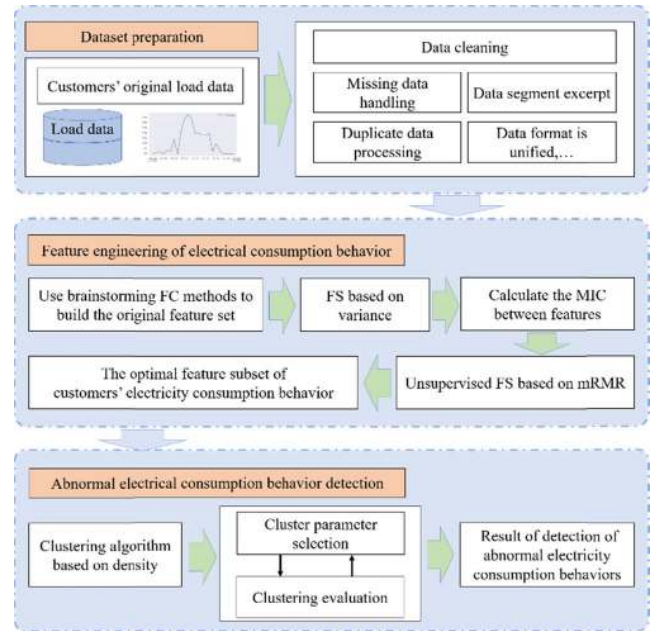 Dataset preparation
Customers' original load data
Load data
Data cleaning
Missing data
handling
Data segment excerpt
Duplicate data
processing
Data format is
unified,...
Feature engineering of electrical consumption behavior
Use brainstorming FC methods to
build the original feature set
FS based on
variance
Calculate the MIC
between features
The optimal feature subset of
customers' electricity consumption behavior
Unsupervised FS based on mRMR
Abnormal electrical consumption behavior detection
Clustering algorithm
based on density
Cluster parameter
selection
Clustering evaluation
Result of detection of
abnormal electricity
consumption behaviors